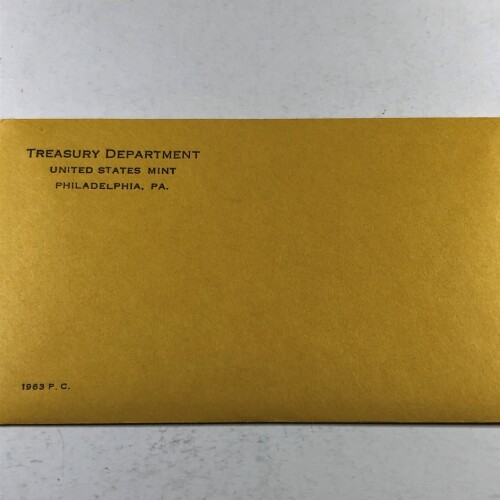 TREASURY DEPARTMENT
UNITED STATES MINT
PHILADELPHIA, PA.
1963 P. C.